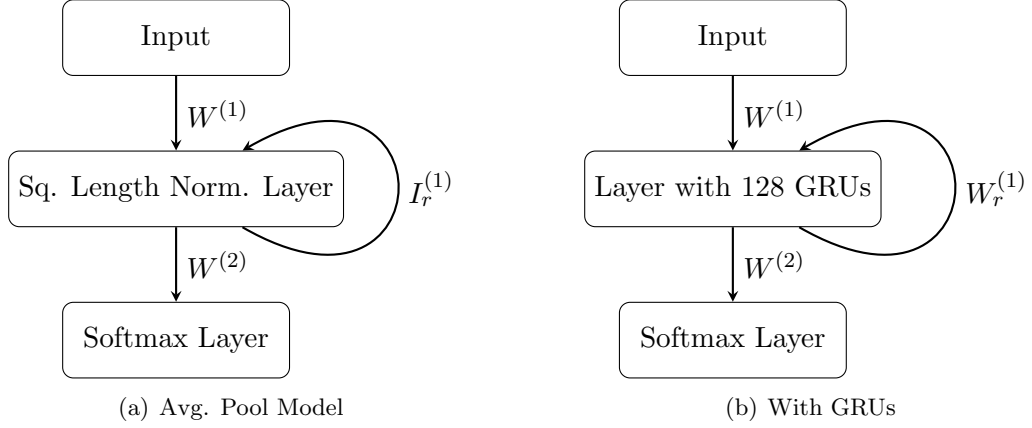 Input
W^{(1)}
Sq. Length Norm. Layer
I_r^{(1)}
W^{(2)}
Softmax Layer
(a) Avg. Pool Model
Input
W^{(1)}
Layer with 128 GRUs
W_r^{(1)}
W^{(2)}
Softmax Layer
(b) With GRUs